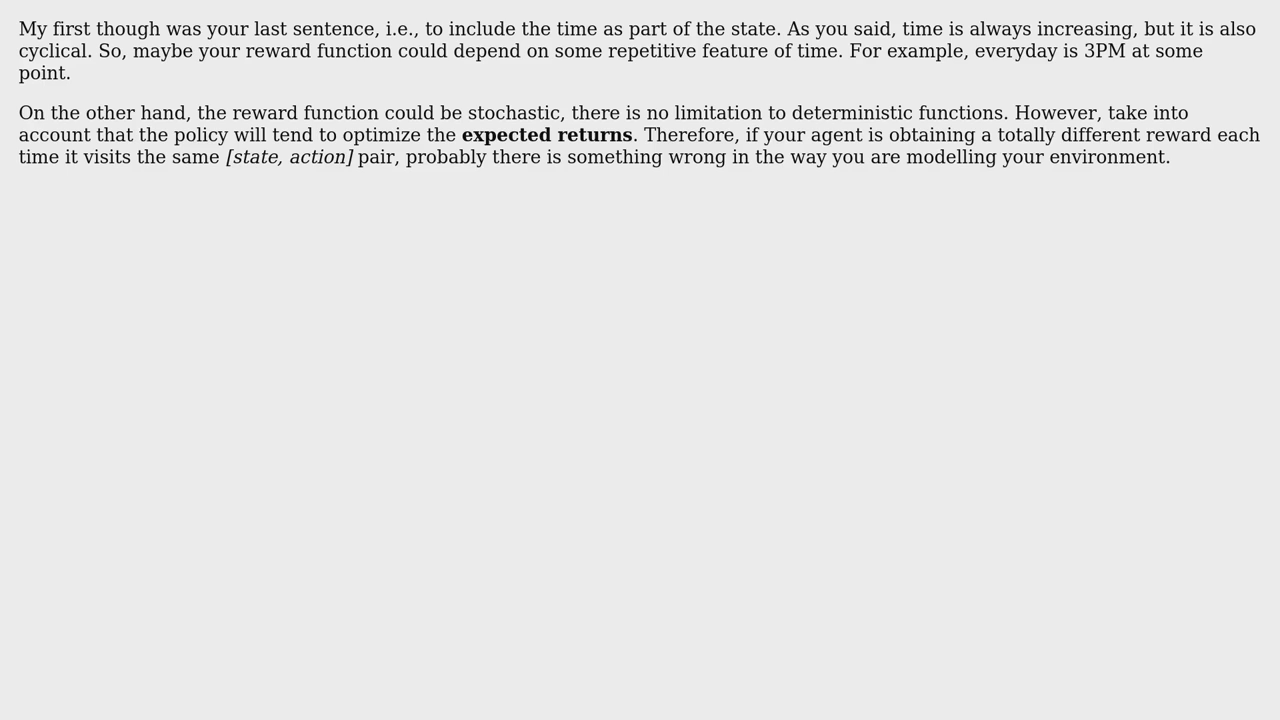 My first though was your last sentence, i.e., to include the time as part of the state. As you said, time is always increasing, but it is also
cyclical. So, maybe your reward function could depend on some repetitive feature of time. For example, everyday is 3PM at some
point.
On the other hand, the reward function could be stochastic, there is no limitation to deterministic functions. However, take into
account that the policy will tend to optimize the expected returns. Therefore, if your agent is obtaining a totally different reward each
time it visits the same [state, action] pair, probably there is something wrong in the way you are modelling your environment.